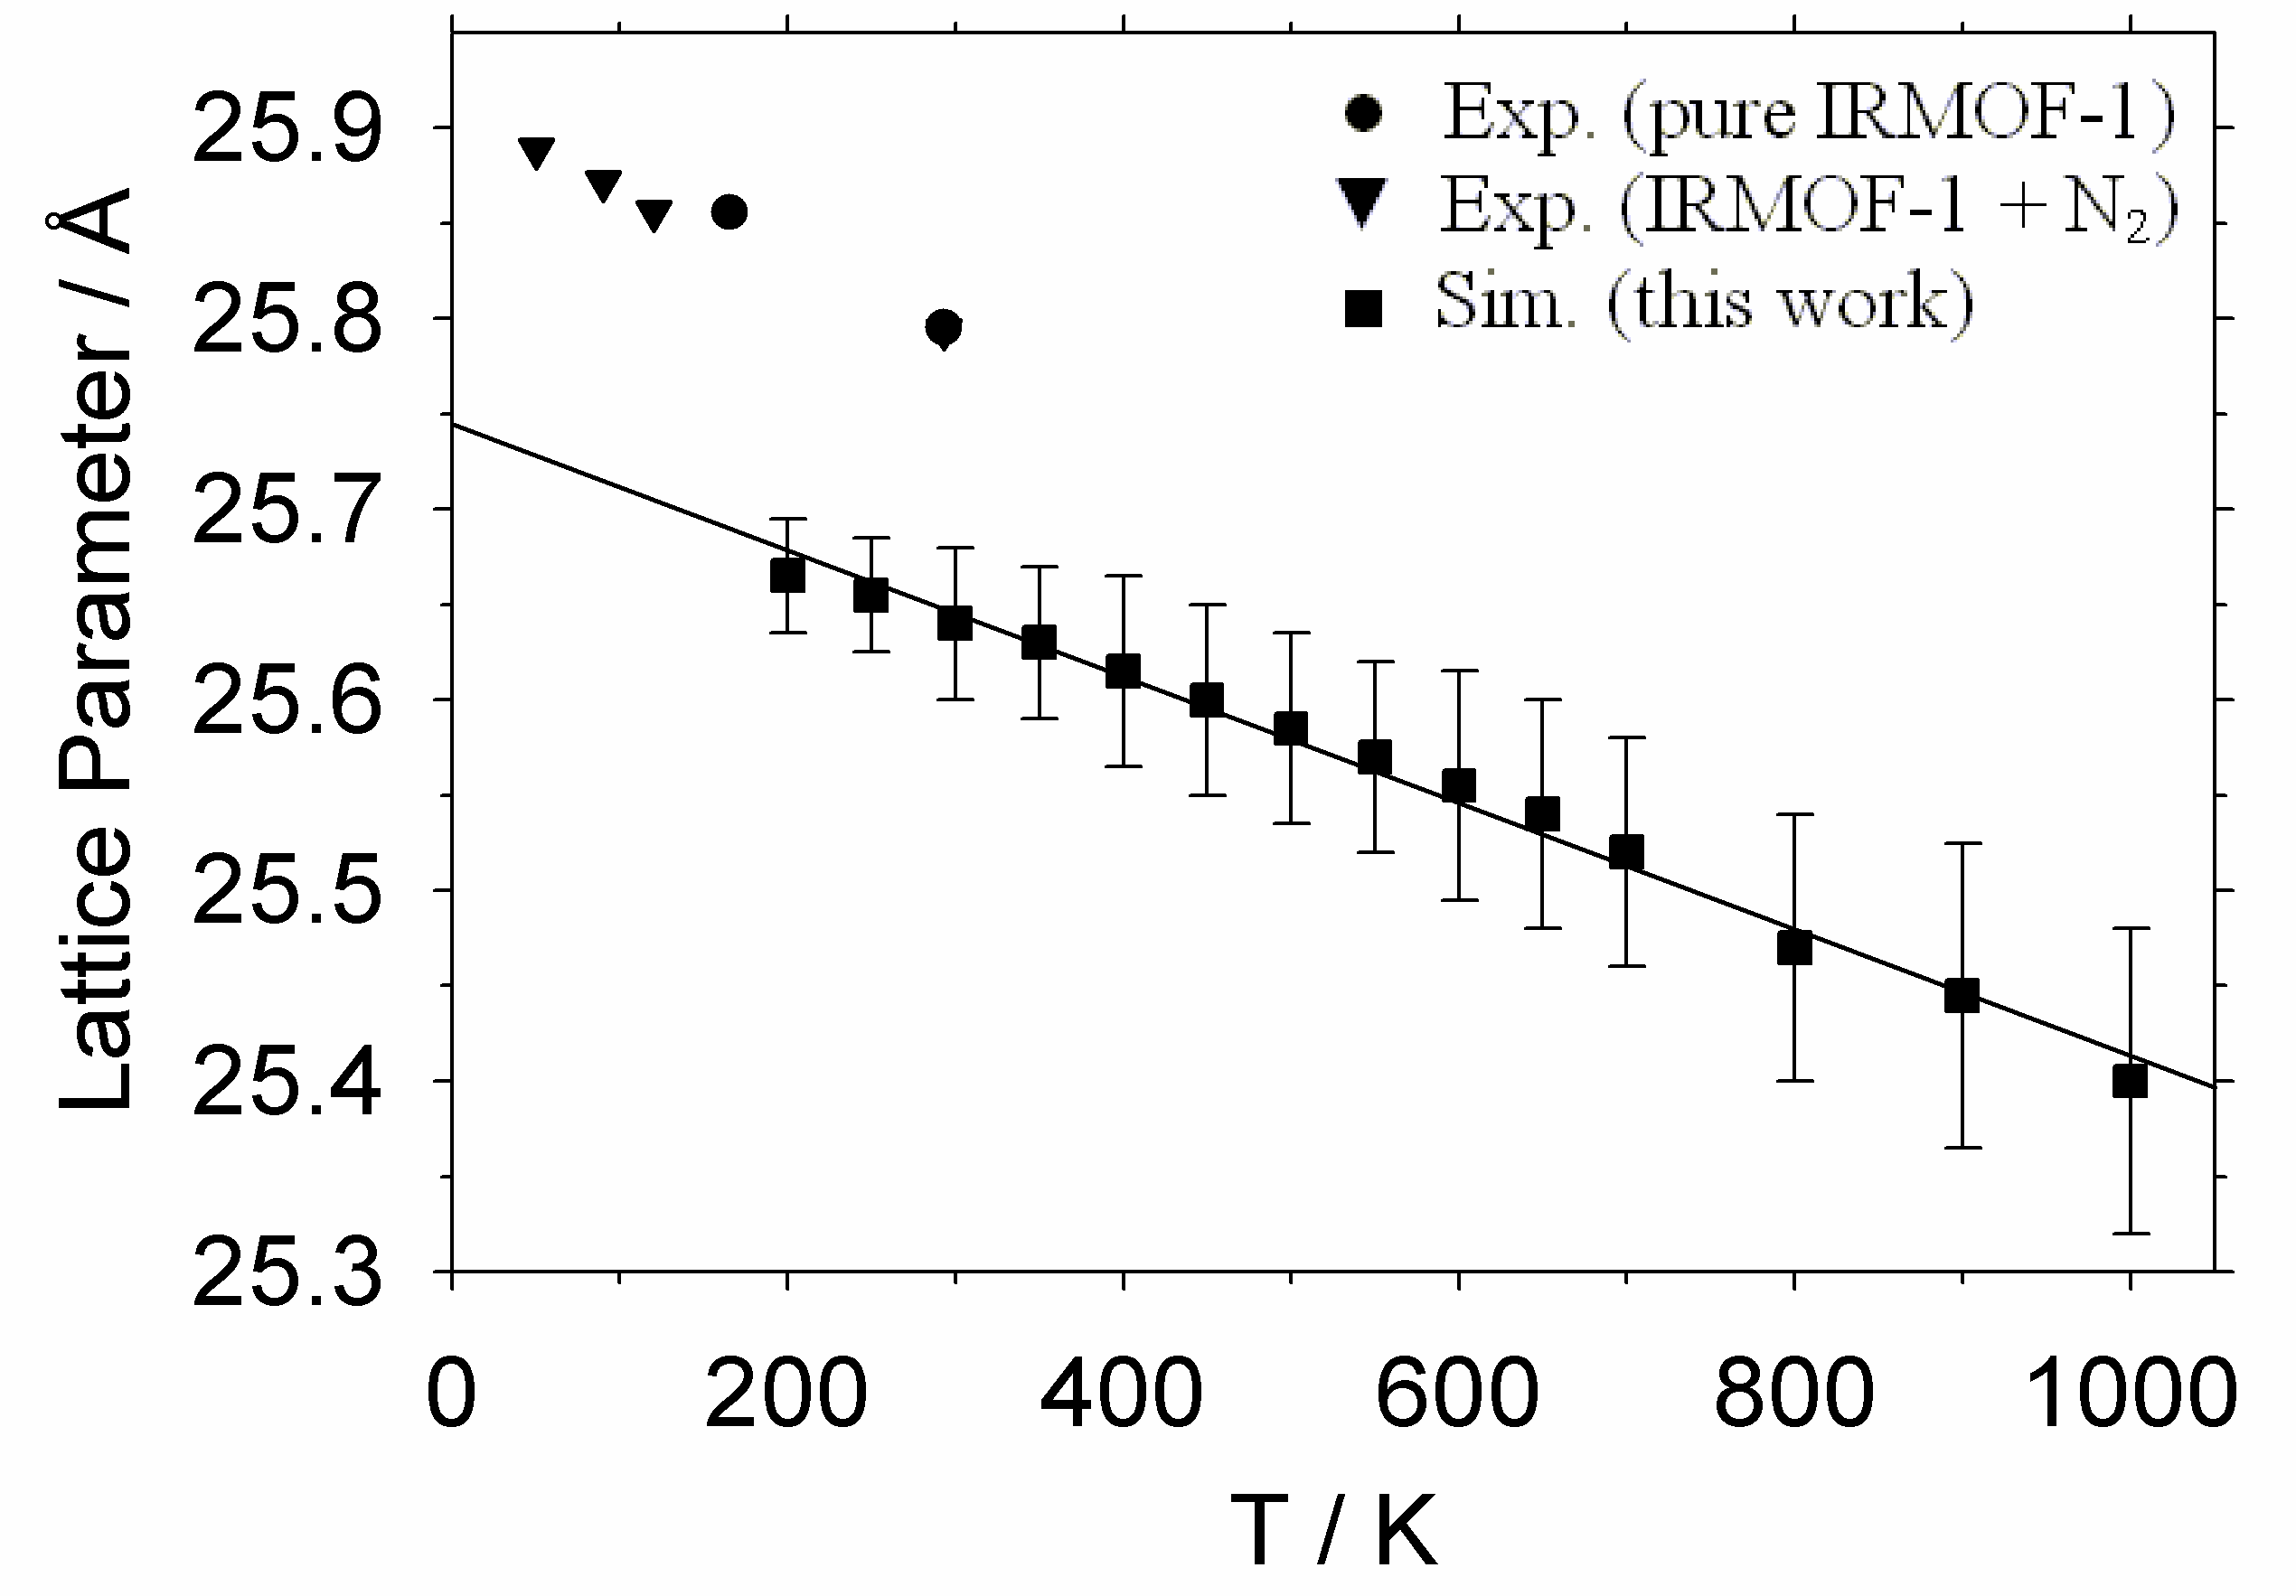 Exp. (pure IRMOF-1)
Exp. (IRMOF-1 + N₂)
Sim. (this work)
Lattice Parameter / Å
25.9
25.8
25.7
25.6
25.5
25.4
25.3
0 200 400 600 800 1000
T / K